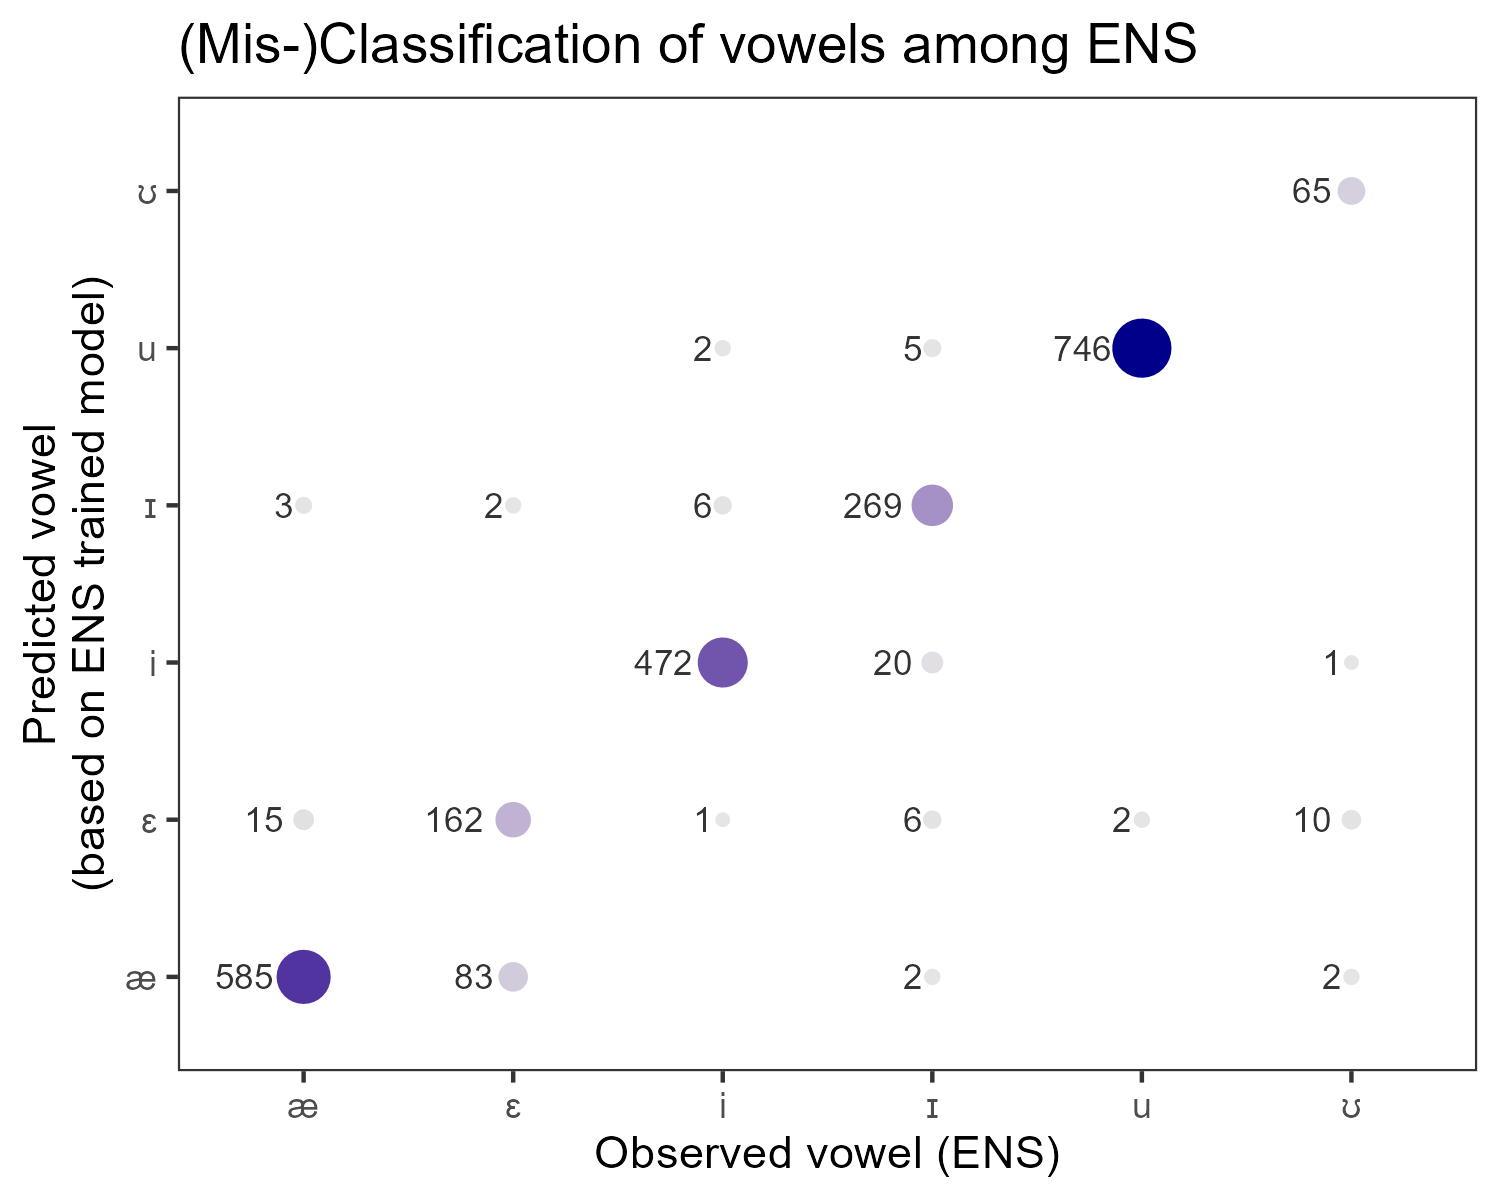 (Mis-)Classification of vowels among ENS
Predicted vowel
(based on ENS trained model)
ʊ
65
u
2
5
746
ɪ
3
2
6
269
i
472
20
1
ɛ
15
162
1
6
2
10
æ
585
83
2
2
æ
ɛ
i
ɪ
u
ʊ
Observed vowel (ENS)